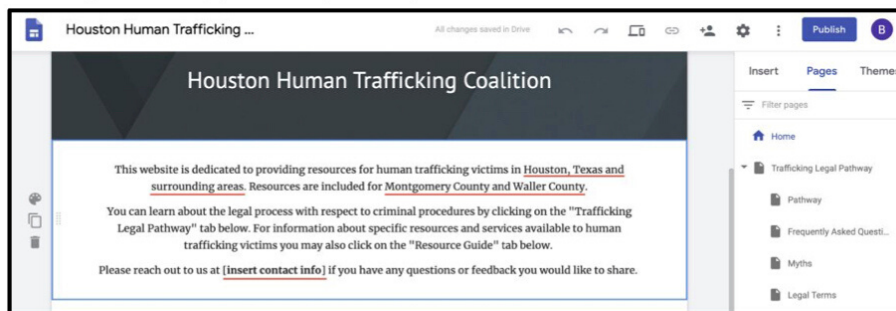 Houston Human Trafficking ...
All changes saved in Drive
Publish
B
Houston Human Trafficking Coalition
This website is dedicated to providing resources for human trafficking victims in Houston, Texas and
surrounding areas. Resources are included for Montgomery County and Waller County.
You can learn about the legal process with respect to criminal procedures by clicking on the "Trafficking
Legal Pathway" tab below. For information about specific resources and services available to human
trafficking victims you may also click on the "Resource Guide" tab below.
Please reach out to us at [insert contact info] if you have any questions or feedback you would like to share.
Insert
Pages
Themes
Filter pages
Home
Trafficking Legal Pathway
Pathway
Frequently Asked Questi...
Myths
Legal Terms